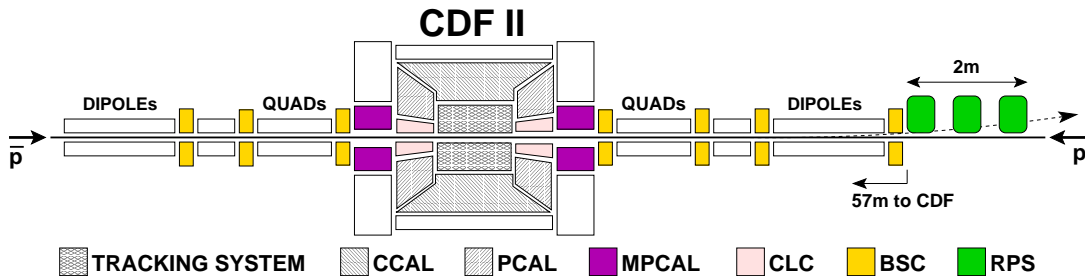 CDF II
2m
DIPOLEs QUADs QUADs DIPOLEs
p̅ p
57m to CDF
TRACKING SYSTEM CCAL PCAL MPCAL CLC BSC RPS